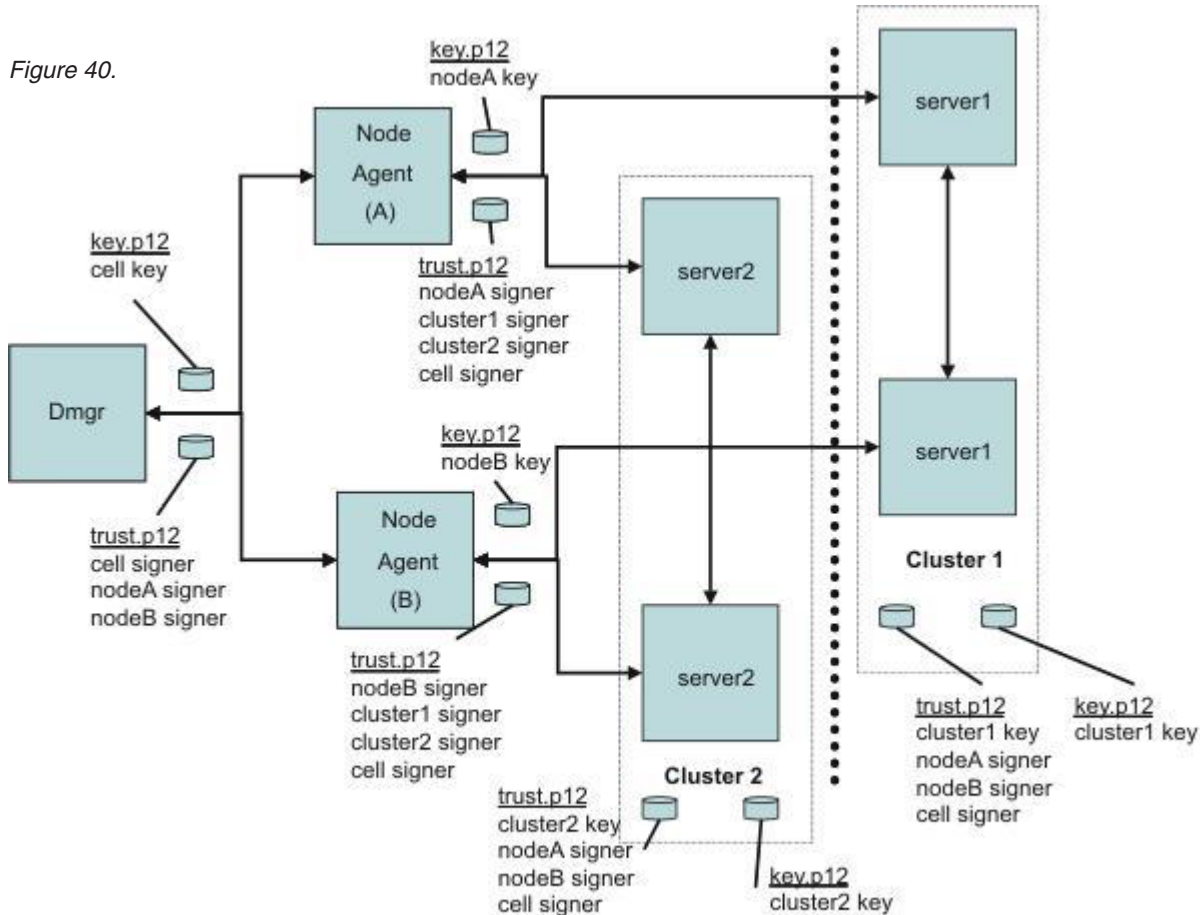 Figure 40.
key.p12
nodeA key
Node
Agent
(A)
server1
key.p12
cell key
trust.p12
nodeA signer
cluster1 signer
cluster2 signer
cell signer
server2
Dmgr
key.p12
nodeB key
server1
trust.p12
cell signer
nodeA signer
nodeB signer
Node
Agent
(B)
Cluster 1
trust.p12
nodeB signer
cluster1 signer
cluster2 signer
cell signer
server2
trust.p12
cluster1 key
nodeA signer
nodeB signer
cell signer
key.p12
cluster1 key
Cluster 2
trust.p12
cluster2 key
nodeA signer
nodeB signer
cell signer
key.p12
cluster2 key